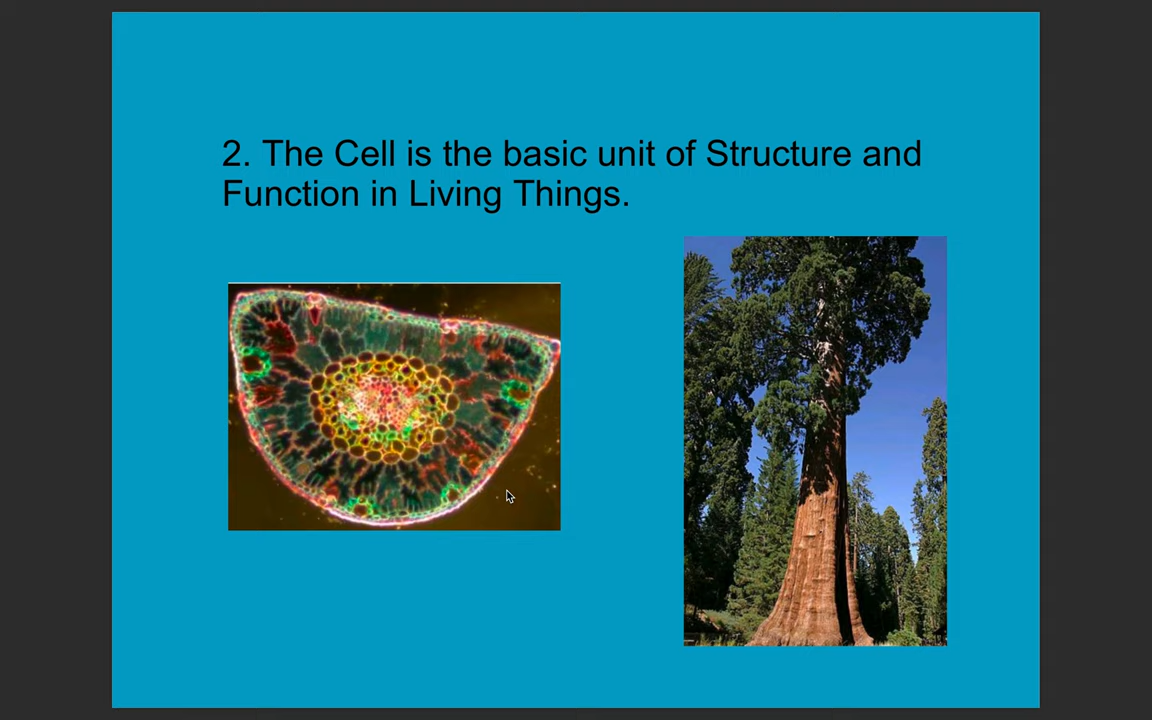 2. The Cell is the basic unit of Structure and
Function in Living Things.